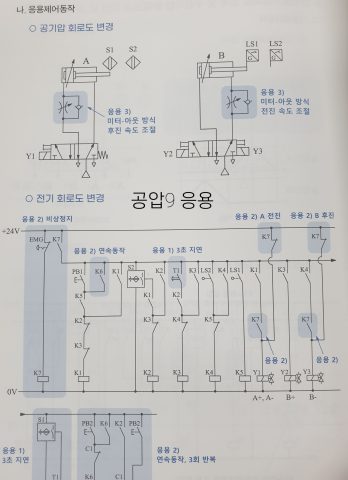 나. 응용제어동작
○ 공기압 회로도 변경
S1 S2
A
LS1 LS2
B
응용 3)
미터-아웃 방식
후진 속도 조절
응용 3)
미터-아웃 방식
전진 속도 조절
Y1
Y2
Y3
○ 전기 회로도 변경
공압9 응용
응용 2) 비상정지
응용 2) A 전진
응용 2) B 후진
+24V
EMG K7
K7
K7
응용 2) 연속동작
응용 1) 3초 지연
PB1 K6 K1 S2 K2 T1 K3 LS2 K4 LS1 K1 K3 K4
K5
K1
K2
K2
K3
K4
K5
K7
K7
K3
응용 2)
응용 2)
K7
K1
K2
K3
K4
K5
Y1
Y2
Y3
0V
A+, A-
B+
B-
S1
PB2 K6 K2 PB2
응용 1)
3초 지연
응용 2)
연속동작, 3회 반복
C1
T1
K6
C1